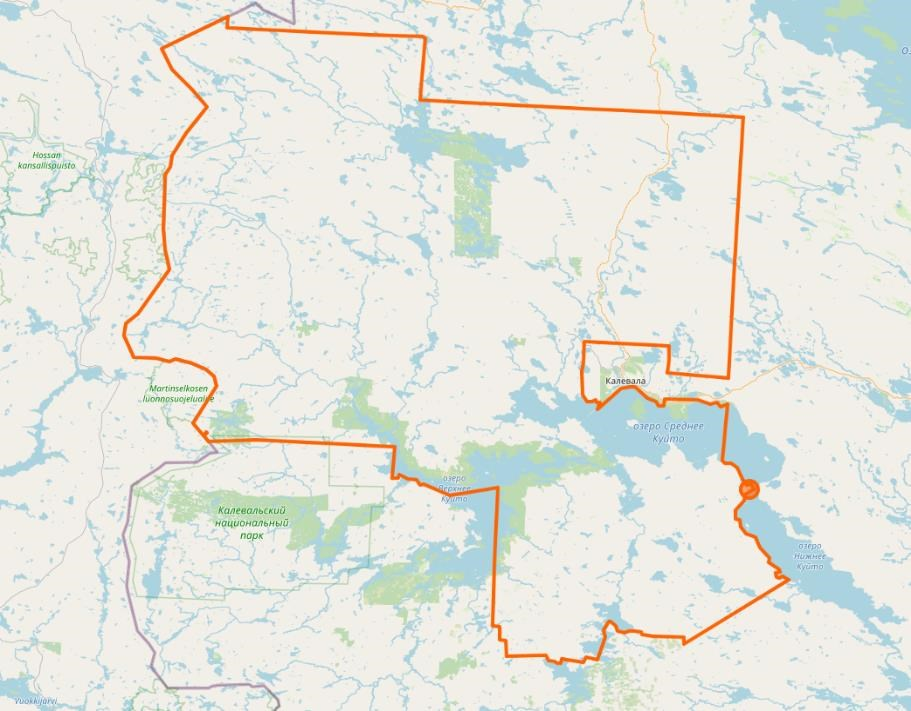 О
Hossan
kansallispuisto
Martinselkosen
luonnonsuojelualue
Калевала
озеро Среднее
Куйто
озеро
Верхнее
Куйто
Калевальский
национальный
парк
озеро
Нижнее
Куйто
Vuokkijärvi